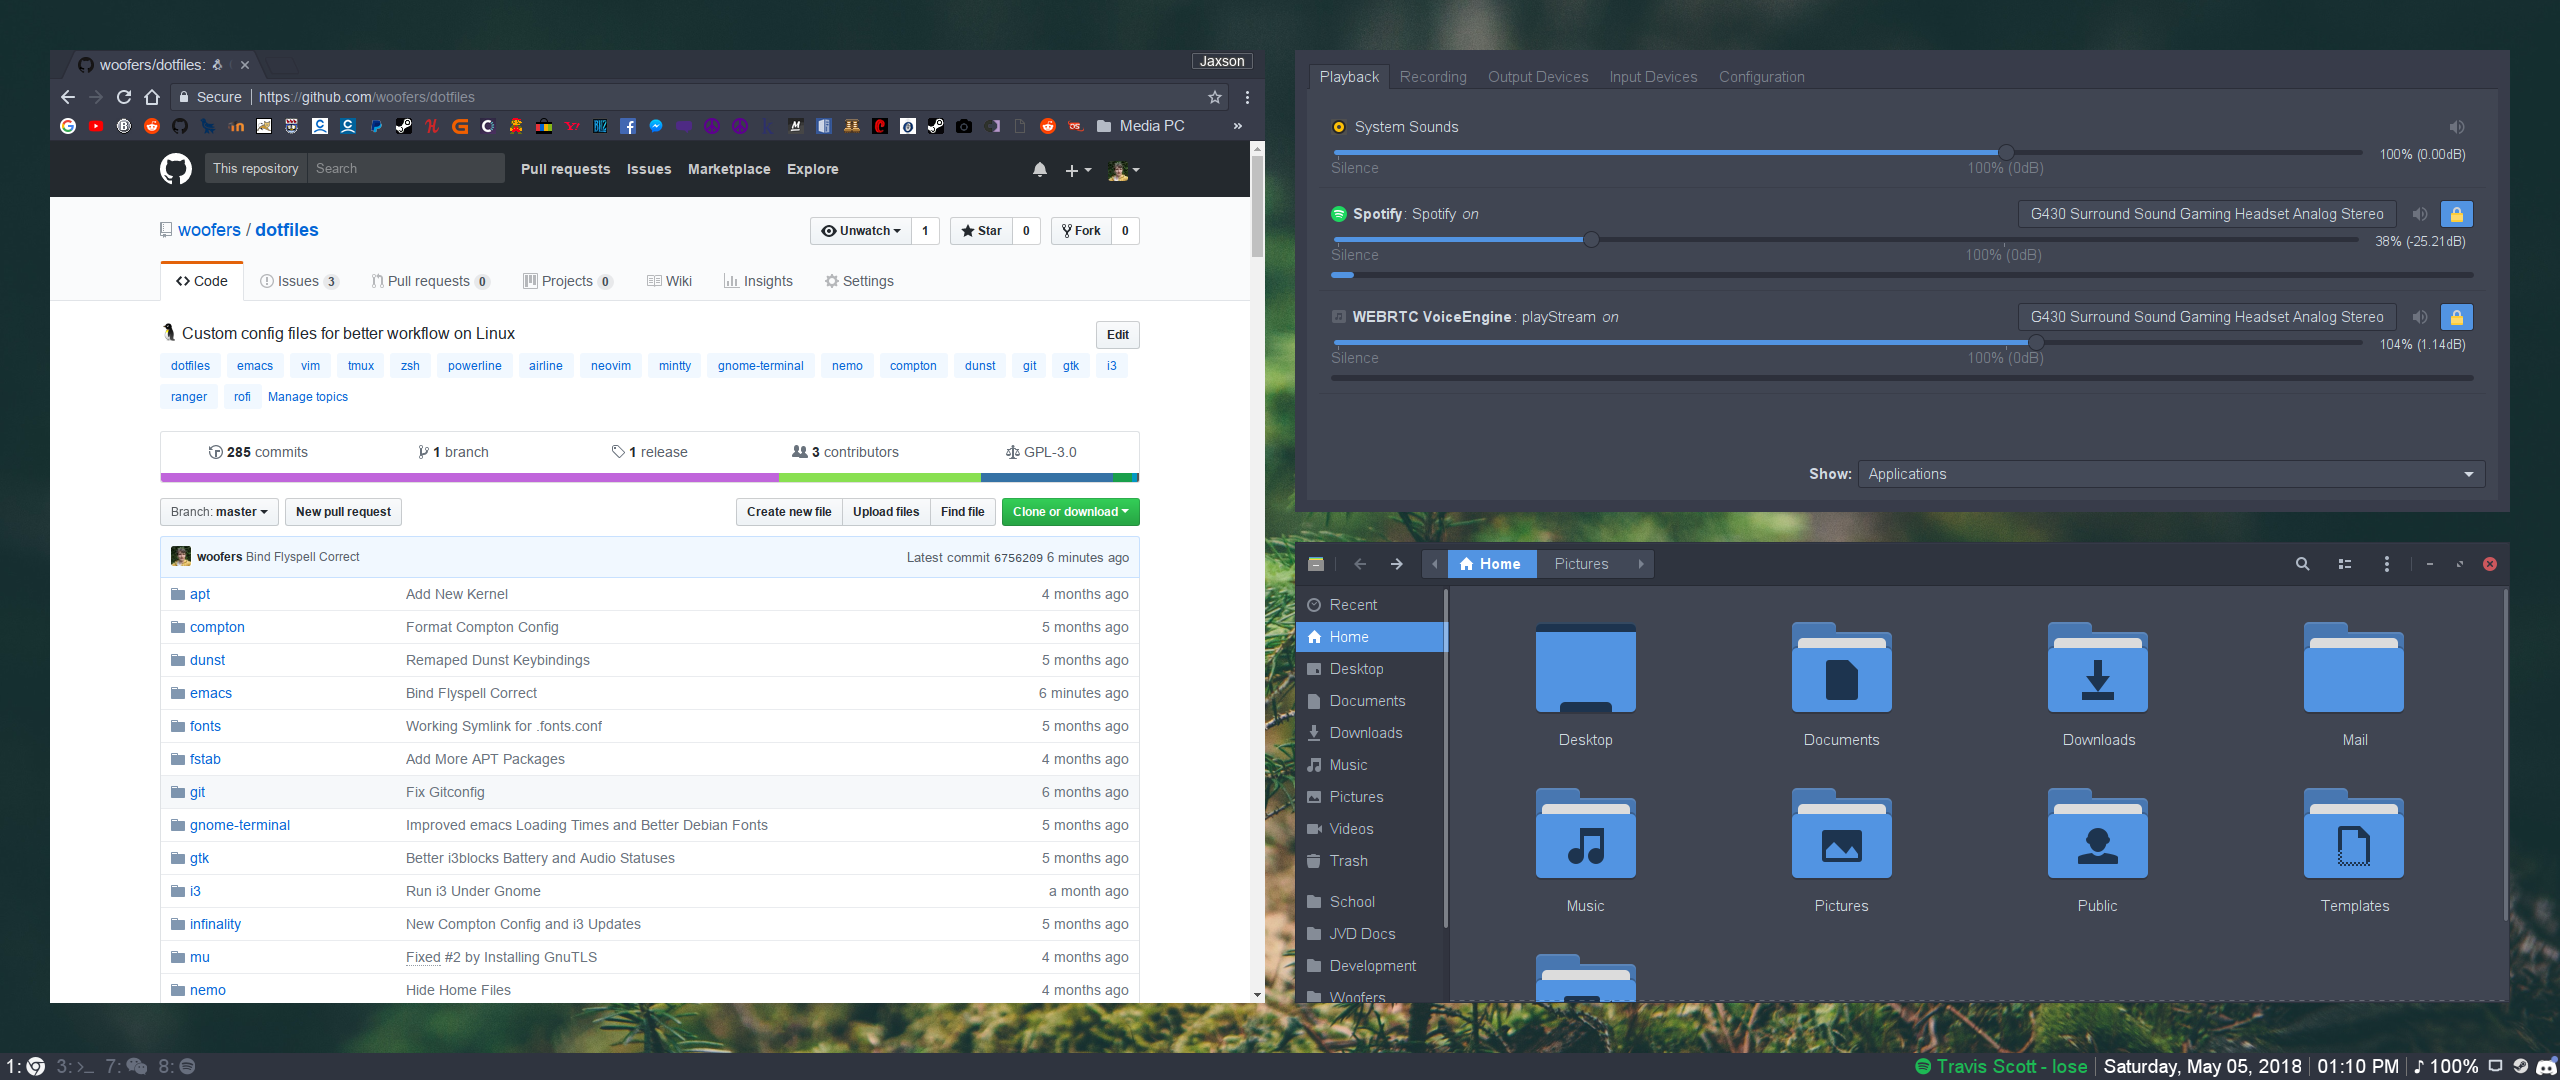 woofers/dotfiles:
Jaxson
Secure https://github.com/woofers/dotfiles
Media PC »
This repository Search Pull requests Issues Marketplace Explore
woofers / dotfiles
Unwatch 1 Star 0 Fork 0
Code Issues 3 Pull requests 0 Projects 0 Wiki Insights Settings
Custom config files for better workflow on Linux Edit
dotfiles emacs vim tmux zsh powerline airline neovim mintty gnome-terminal nemo compton dunst git gtk i3
ranger rofi Manage topics
285 commits 1 branch 1 release 3 contributors GPL-3.0
Branch: master New pull request Create new file Upload files Find file Clone or download
woofers Bind Flyspell Correct Latest commit 6756209 6 minutes ago
apt Add New Kernel 4 months ago
compton Format Compton Config 5 months ago
dunst Remaped Dunst Keybindings 5 months ago
emacs Bind Flyspell Correct 6 minutes ago
fonts Working Symlink for .fonts.conf 5 months ago
fstab Add More APT Packages 4 months ago
git Fix Gitconfig 6 months ago
gnome-terminal Improved emacs Loading Times and Better Debian Fonts 5 months ago
gtk Better i3blocks Battery and Audio Statuses 5 months ago
i3 Run i3 Under Gnome a month ago
infinality New Compton Config and i3 Updates 5 months ago
mu Fixed #2 by Installing GnuTLS 4 months ago
nemo Hide Home Files 4 months ago
Playback Recording Output Devices Input Devices Configuration
System Sounds
100% (0.00dB)
Silence 100% (0dB)
Spotify: Spotify on G430 Surround Sound Gaming Headset Analog Stereo
38% (-25.21dB)
Silence 100% (0dB)
WEBRTC VoiceEngine: playStream on G430 Surround Sound Gaming Headset Analog Stereo
104% (1.14dB)
Silence 100% (0dB)
Show: Applications
Home Pictures
Recent
Home
Desktop
Documents
Downloads
Music
Pictures
Videos
Trash
School
JVD Docs
Development
Woofers
Desktop Documents Downloads Mail
Music Pictures Public Templates
1: 3: 7: 8:
Travis Scott - lose Saturday, May 05, 2018 01:10 PM 100%